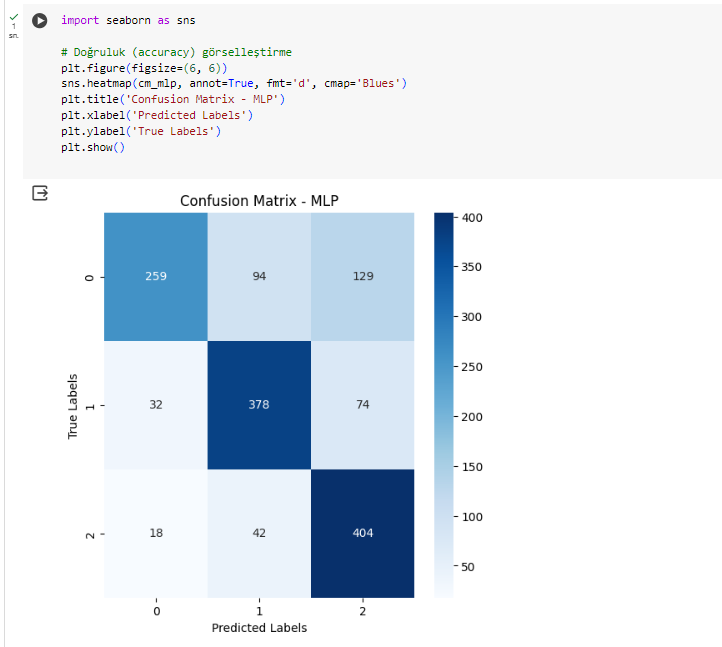 1
sn.
import seaborn as sns
# Doğruluk (accuracy) görselleştirme
plt.figure(figsize=(6, 6))
sns.heatmap(cm_mlp, annot=True, fmt='d', cmap='Blues')
plt.title('Confusion Matrix - MLP')
plt.xlabel('Predicted Labels')
plt.ylabel('True Labels')
plt.show()
Confusion Matrix - MLP
0
259
94
129
1
32
378
74
2
18
42
404
0
1
2
Predicted Labels
True Labels
400
350
300
250
200
150
100
50